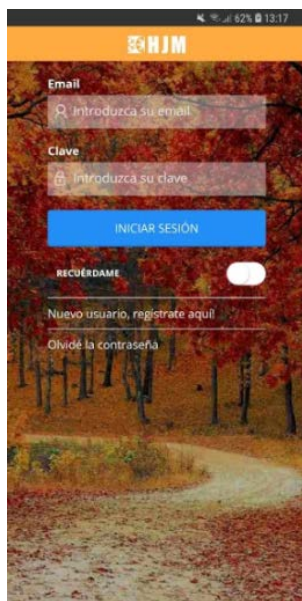 62% 13:17
HJM
Email
Introduzca su email
Clave
Introduzca su clave
INICIAR SESIÓN
RECUÉRDAME
Nuevo usuario, regístrate aquí!
Olvidé la contraseña